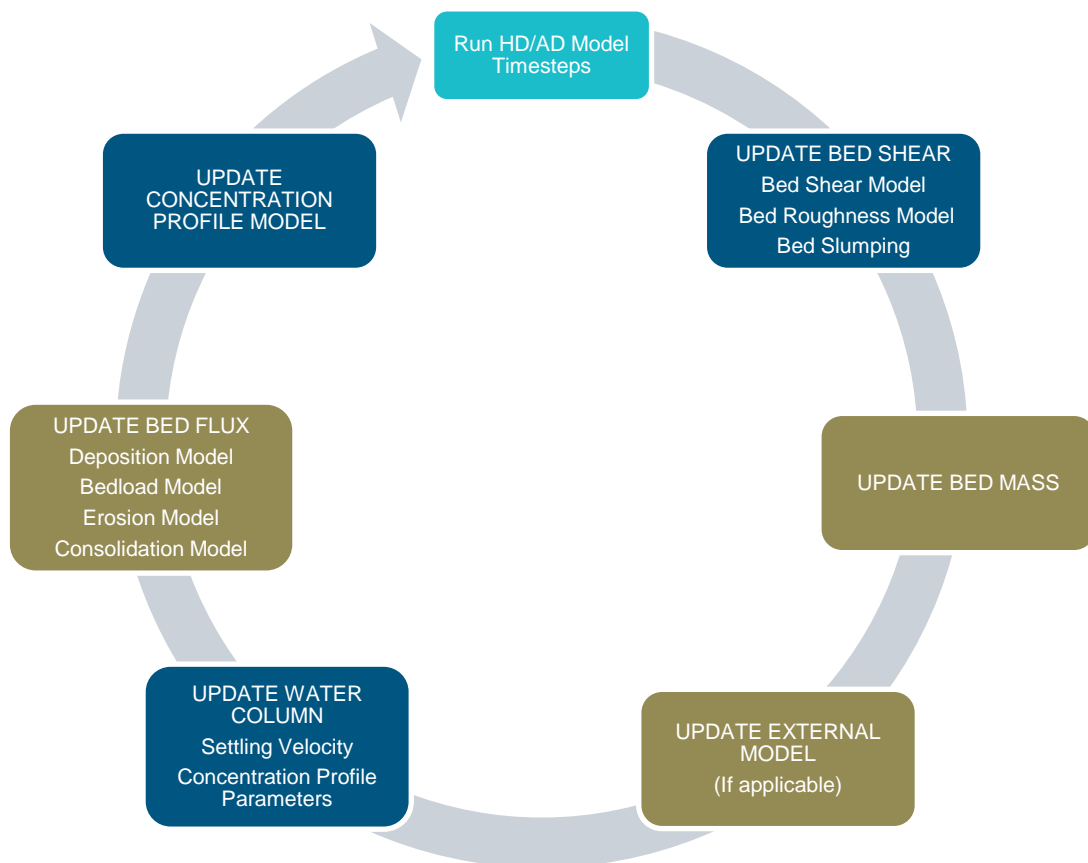 Run HD/AD Model
Timesteps
UPDATE BED SHEAR
Bed Shear Model
Bed Roughness Model
Bed Slumping
UPDATE BED MASS
UPDATE EXTERNAL
MODEL
(If applicable)
UPDATE WATER
COLUMN
Settling Velocity
Concentration Profile
Parameters
UPDATE BED FLUX
Deposition Model
Bedload Model
Erosion Model
Consolidation Model
UPDATE
CONCENTRATION
PROFILE MODEL